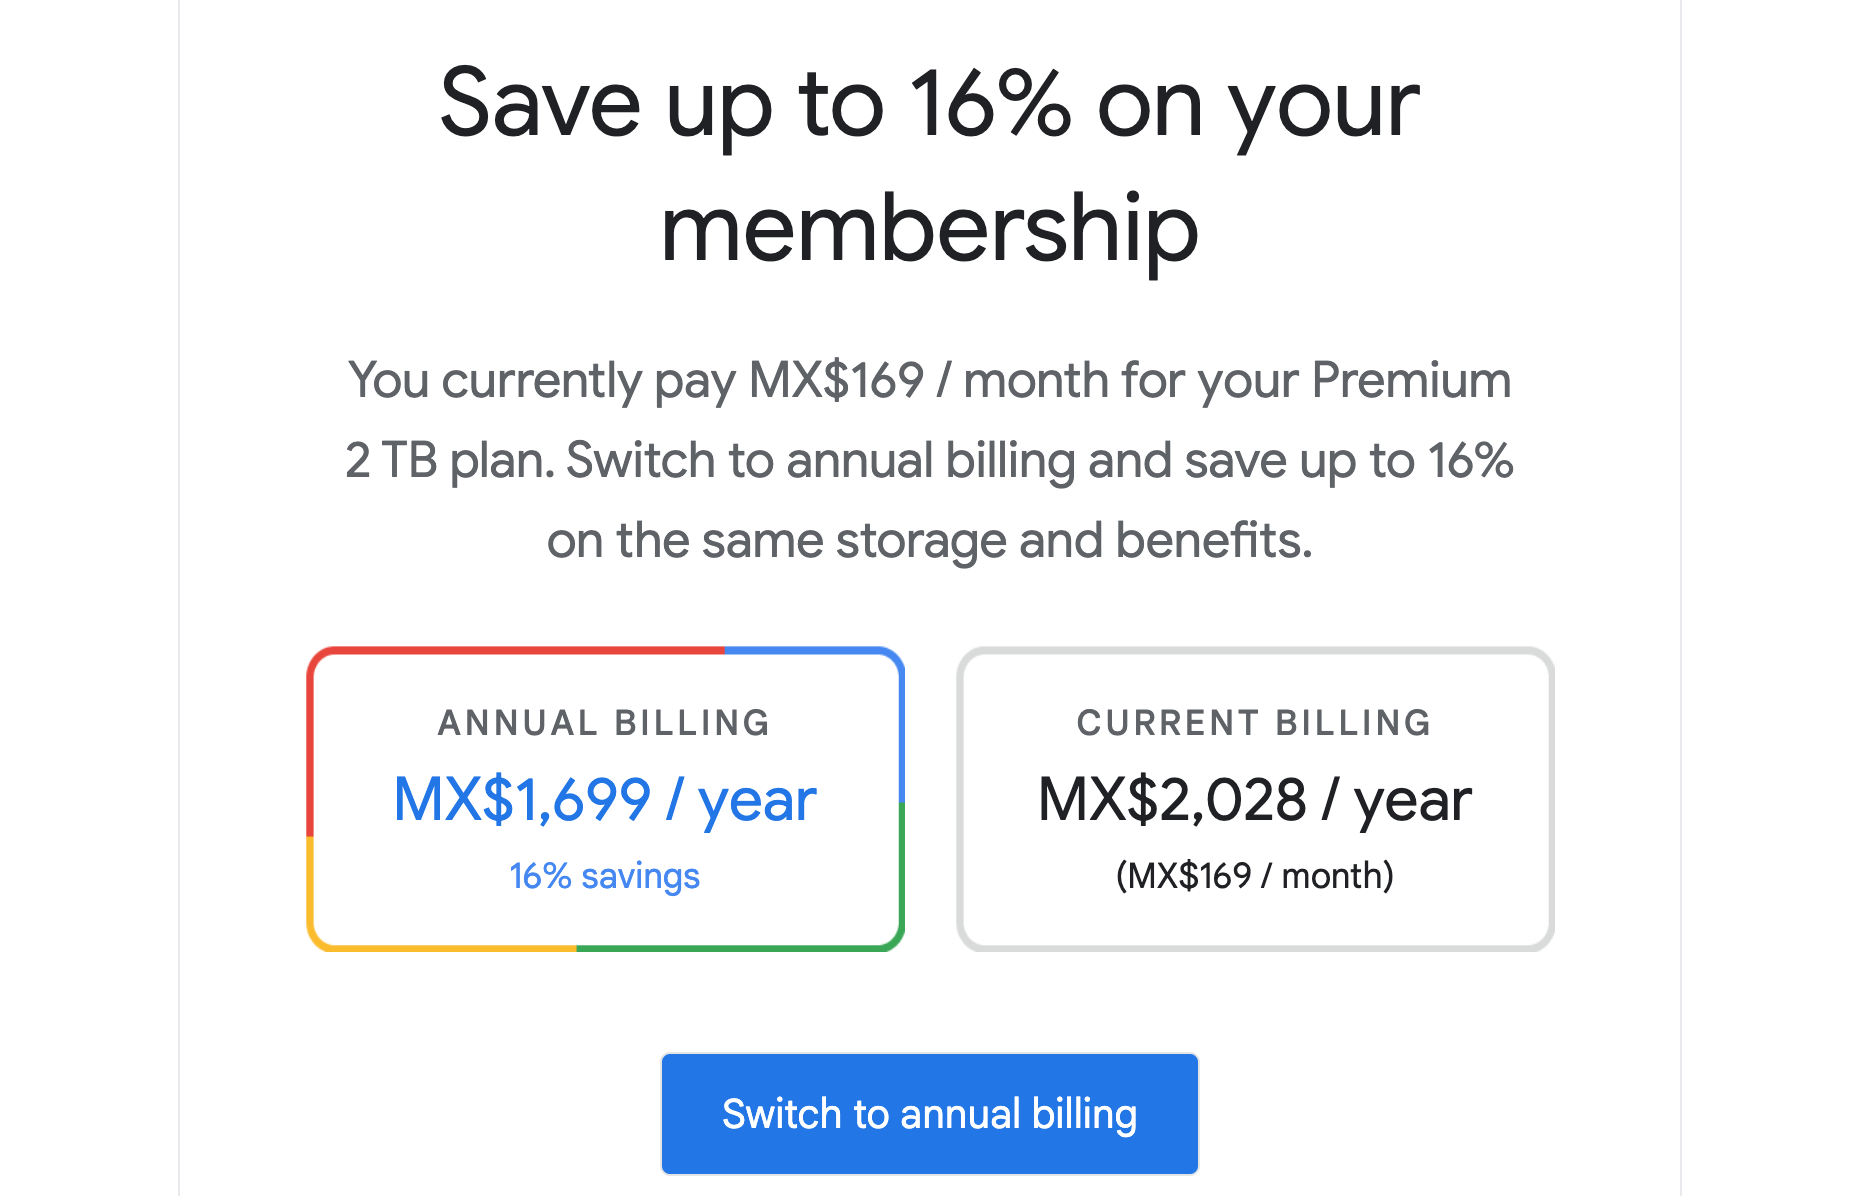 Save up to 16% on your
membership
You currently pay MX$169 / month for your Premium
2 TB plan. Switch to annual billing and save up to 16%
on the same storage and benefits.
ANNUAL BILLING
MX$1,699 / year
16% savings
CURRENT BILLING
MX$2,028 / year
(MX$169 / month)
Switch to annual billing